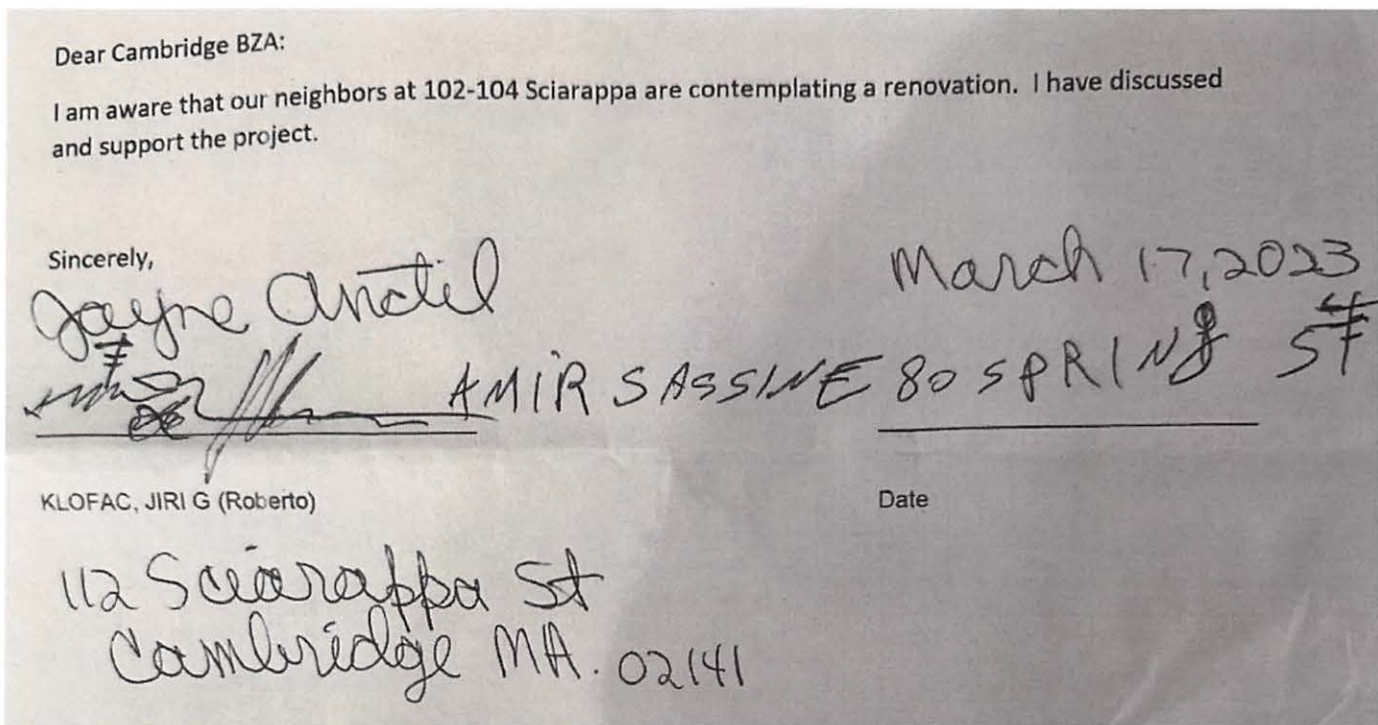 Dear Cambridge BZA:
I am aware that our neighbors at 102-104 Sciarappa are contemplating a renovation. I have discussed
and support the project.
Sincerely,
Jayne Anctil
March 17, 2023
AMIR SASSINE 80 SPRING ST
KLOFAC, JIRI G (Roberto)
Date
112 Sciarappa St
Cambridge MA. 02141